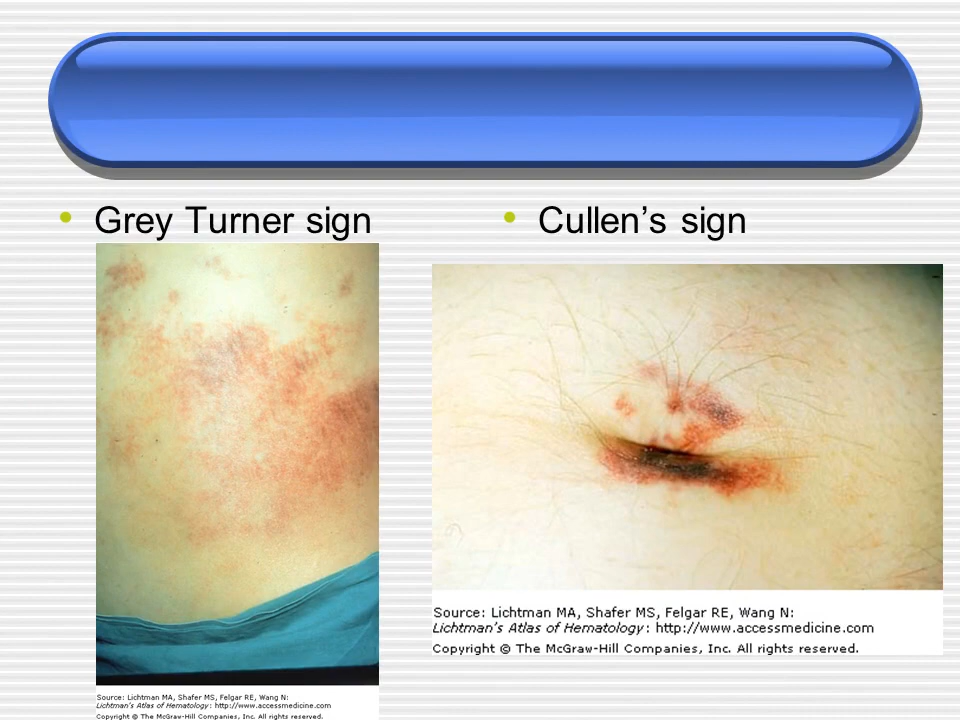 Grey Turner sign
Cullen’s sign
Source: Lichtman MA, Shafer MS, Felgar RE, Wang N:
Lichtman's Atlas of Hematology: http://www.accessmedicine.com
Copyright © The McGraw-Hill Companies, Inc. All rights reserved.
Source: Lichtman MA, Shafer MS, Felgar RE, Wang N:
Lichtman's Atlas of Hematology: http://www.accessmedicine.com
Copyright © The McGraw-Hill Companies, Inc. All rights reserved.